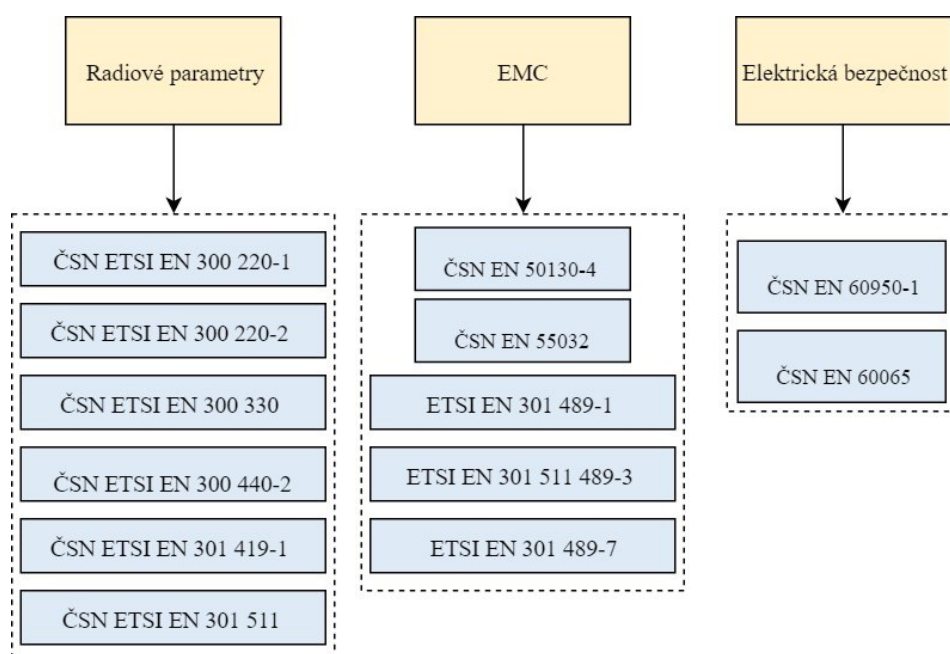 Radiové parametry
EMC
Elektrická bezpečnost
ČSN ETSI EN 300 220-1
ČSN ETSI EN 300 220-2
ČSN ETSI EN 300 330
ČSN ETSI EN 300 440-2
ČSN ETSI EN 301 419-1
ČSN ETSI EN 301 511
ČSN EN 50130-4
ČSN EN 55032
ETSI EN 301 489-1
ETSI EN 301 511 489-3
ETSI EN 301 489-7
ČSN EN 60950-1
ČSN EN 60065